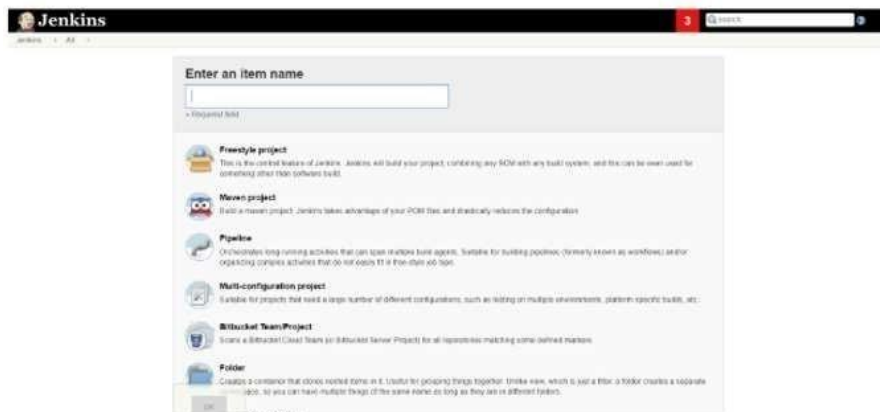 Jenkins
3
search
Jenkins
All
Enter an item name
» Required field
Freestyle project
This is the central feature of Jenkins. Jenkins will build your project, combining any SCM with any build system, and this can be even used for
something other than software build.
Maven project
Build a maven project. Jenkins takes advantage of your POM files and drastically reduces the configuration.
Pipeline
Orchestrates long-running activities that can span multiple build agents. Suitable for building pipelines (formerly known as workflows) and/or
organizing complex activities that do not easily fit in free-style job type.
Multi-configuration project
Suitable for projects that need a large number of different configurations, such as testing on multiple environments, platform-specific builds, etc.
Bitbucket Team/Project
Scans a Bitbucket Cloud Team (or Bitbucket Server Project) for all repositories matching some defined markers.
Folder
Creates a container that stores nested items in it. Useful for grouping things together. Unlike view, which is just a filter, a folder creates a separate
, so you can have multiple things of the same name as long as they are in different folders.
OK